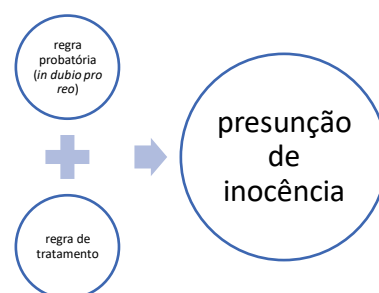 regra
probatória
(in dubio pro
reo)
regra de
tratamento
presunção
de
inocência